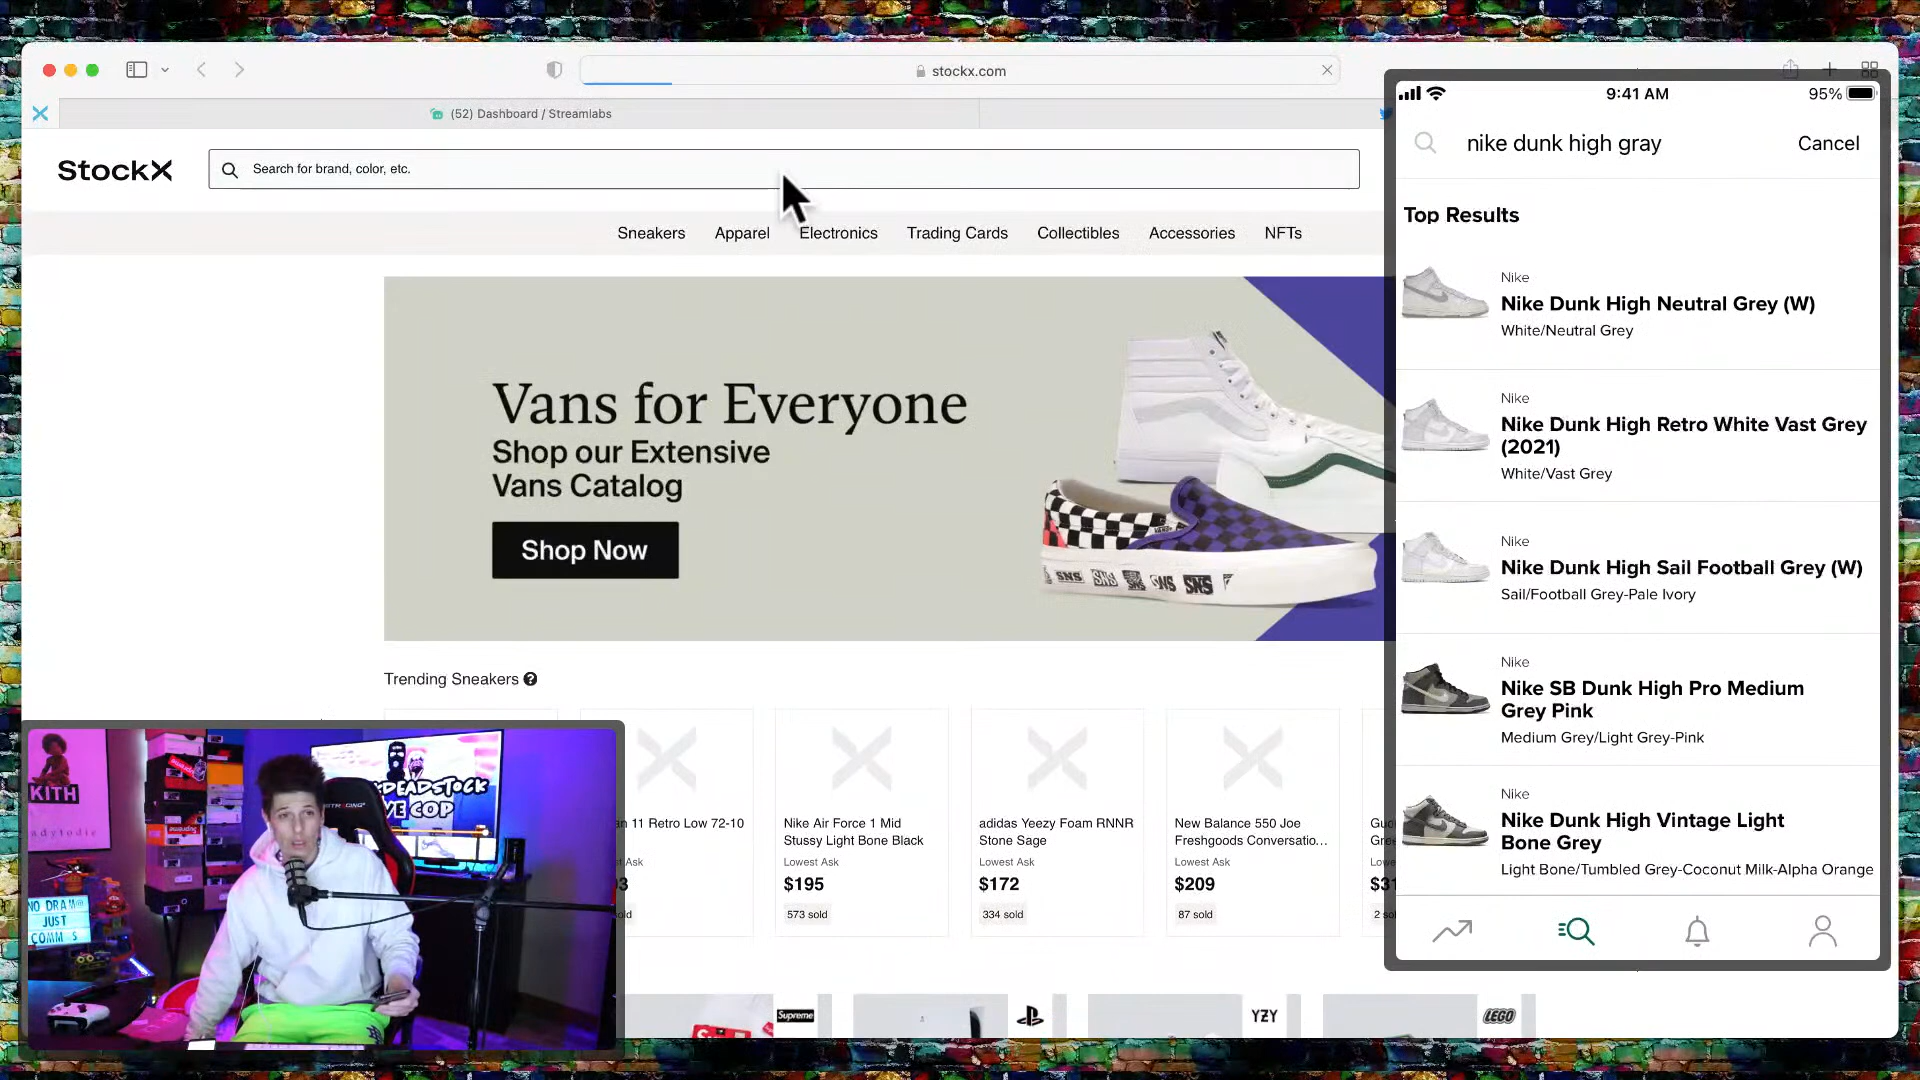 stockx.com
(52) Dashboard / Streamlabs
StockX
Search for brand, color, etc.
Sneakers
Apparel
Electronics
Trading Cards
Collectibles
Accessories
NFTs
Vans for Everyone
Shop our Extensive
Vans Catalog
Shop Now
SNS SNS SNS SNS
Trending Sneakers
11 Retro Low 72-10
Nike Air Force 1 Mid
Stussy Light Bone Black
Lowest Ask
$195
573 sold
adidas Yeezy Foam RNNR
Stone Sage
Lowest Ask
$172
334 sold
New Balance 550 Joe
Freshgoods Conversatio...
Lowest Ask
$209
87 sold
Supreme
YZY
LEGO
9:41 AM
95%
nike dunk high gray
Cancel
Top Results
Nike
Nike Dunk High Neutral Grey (W)
White/Neutral Grey
Nike
Nike Dunk High Retro White Vast Grey
(2021)
White/Vast Grey
Nike
Nike Dunk High Sail Football Grey (W)
Sail/Football Grey-Pale Ivory
Nike
Nike SB Dunk High Pro Medium
Grey Pink
Medium Grey/Light Grey-Pink
Nike
Nike Dunk High Vintage Light
Bone Grey
Light Bone/Tumbled Grey-Coconut Milk-Alpha Orange
KITH
DEADSTOCK
COP
JUST